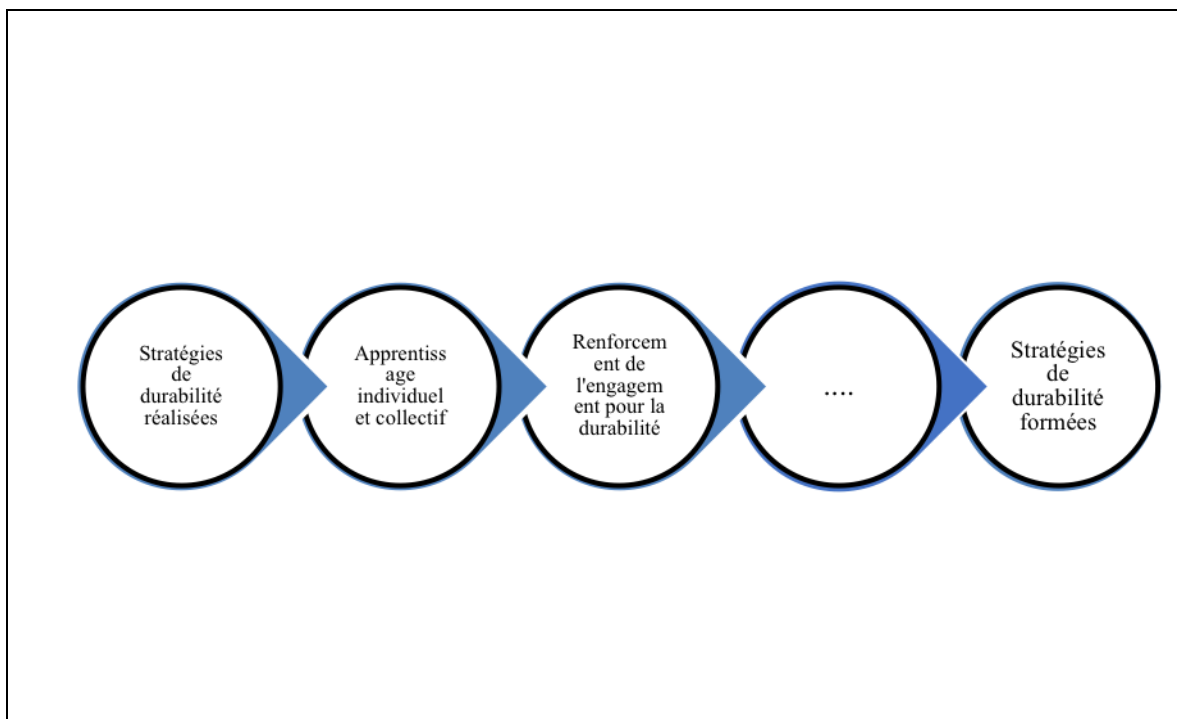 Stratégies
de
durabilité
réalisées
Apprentiss
age
individuel
et collectif
Renforcem
ent de
l'engagem
ent pour la
durabilité
....
Stratégies
de
durabilité
formées